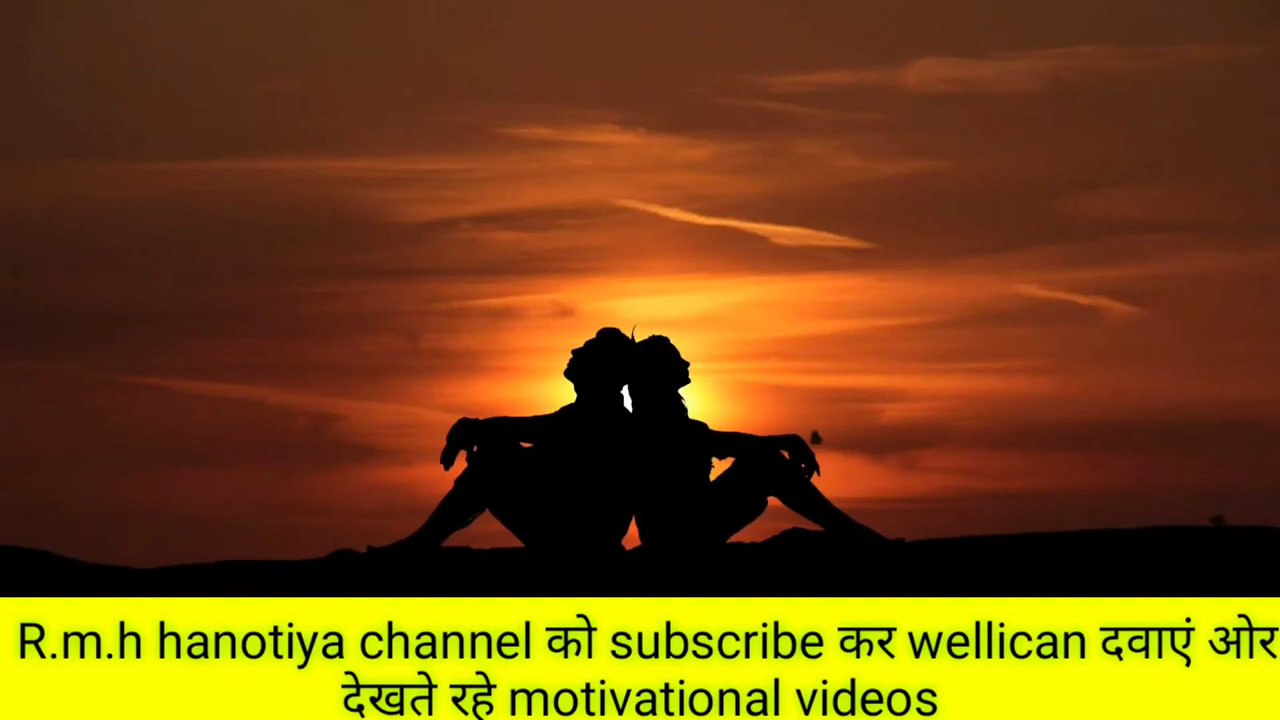 R.m.h hanotiya channel को subscribe कर wellican दवाएं ओर
देखते रहे motivational videos